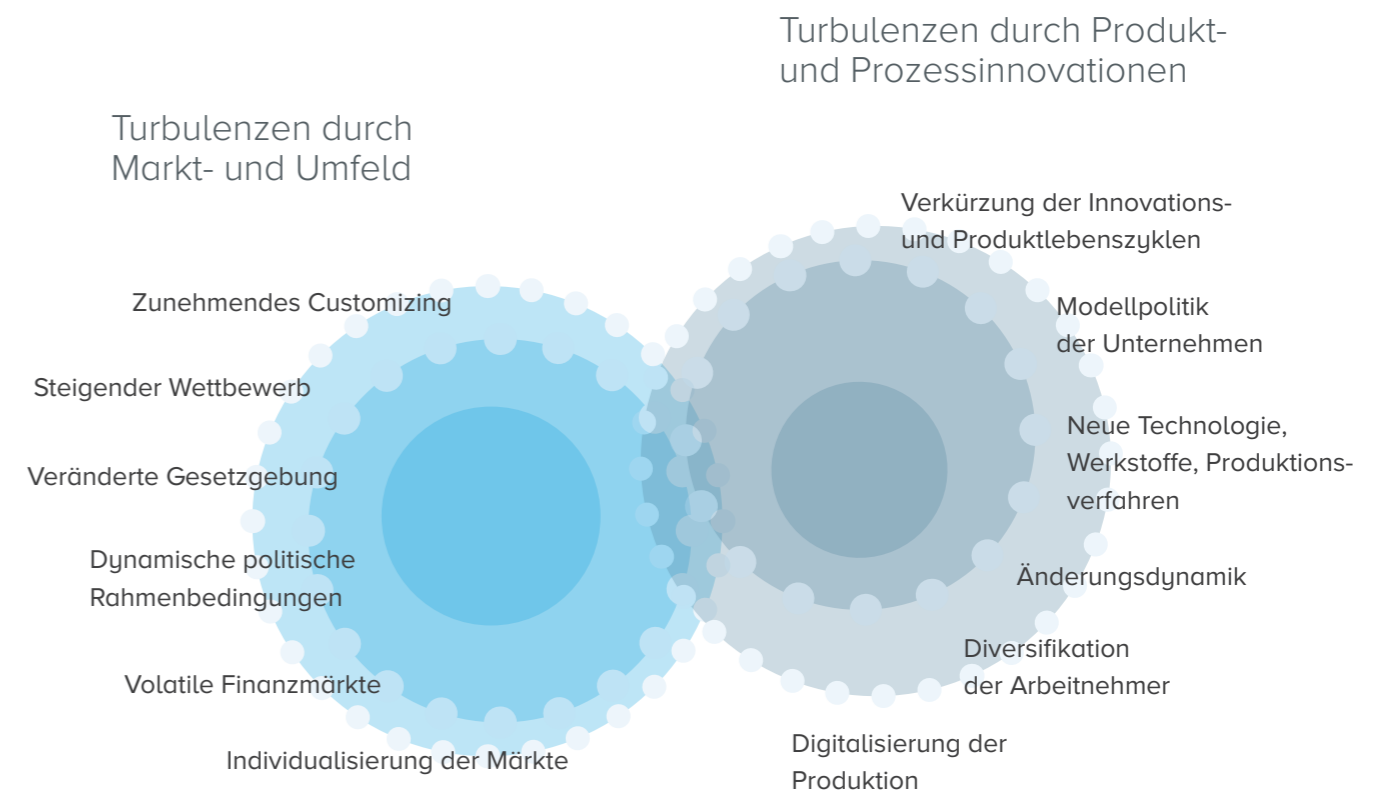 Turbulenzen durch Produkt-
und Prozessinnovationen
Turbulenzen durch
Markt- und Umfeld
Zunehmendes Customizing
Steigender Wettbewerb
Veränderte Gesetzgebung
Dynamische politische
Rahmenbedingungen
Volatile Finanzmärkte
Individualisierung der Märkte
Verkürzung der Innovations-
und Produktlebenszyklen
Modellpolitik
der Unternehmen
Neue Technologie,
Werkstoffe, Produktions-
verfahren
Änderungsdynamik
Diversifikation
der Arbeitnehmer
Digitalisierung der
Produktion